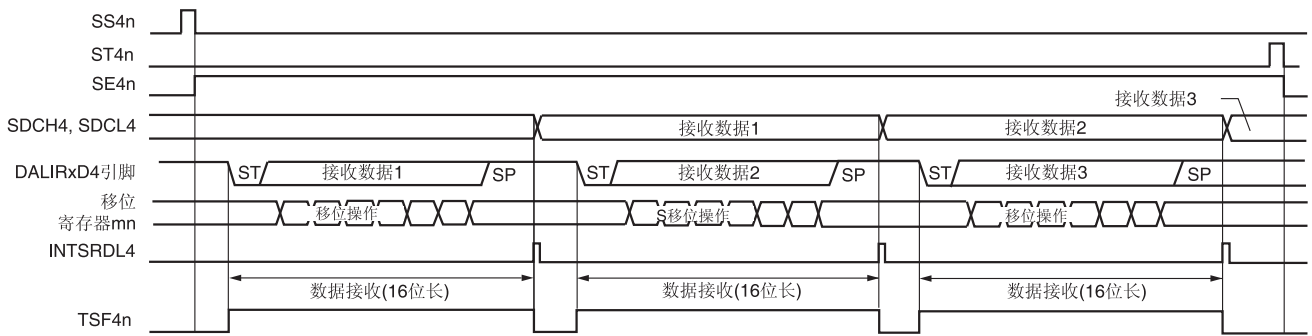 SS4n
ST4n
SE4n
接收数据3
SDCH4, SDCL4
接收数据1
接收数据2
DALIRxD4引脚
ST
接收数据1
SP
ST
接收数据2
SP
ST
接收数据3
SP
移位
寄存器mn
移位操作
S移位操作
移位操作
INTSRDL4
数据接收(16位长)
数据接收(16位长)
数据接收(16位长)
TSF4n